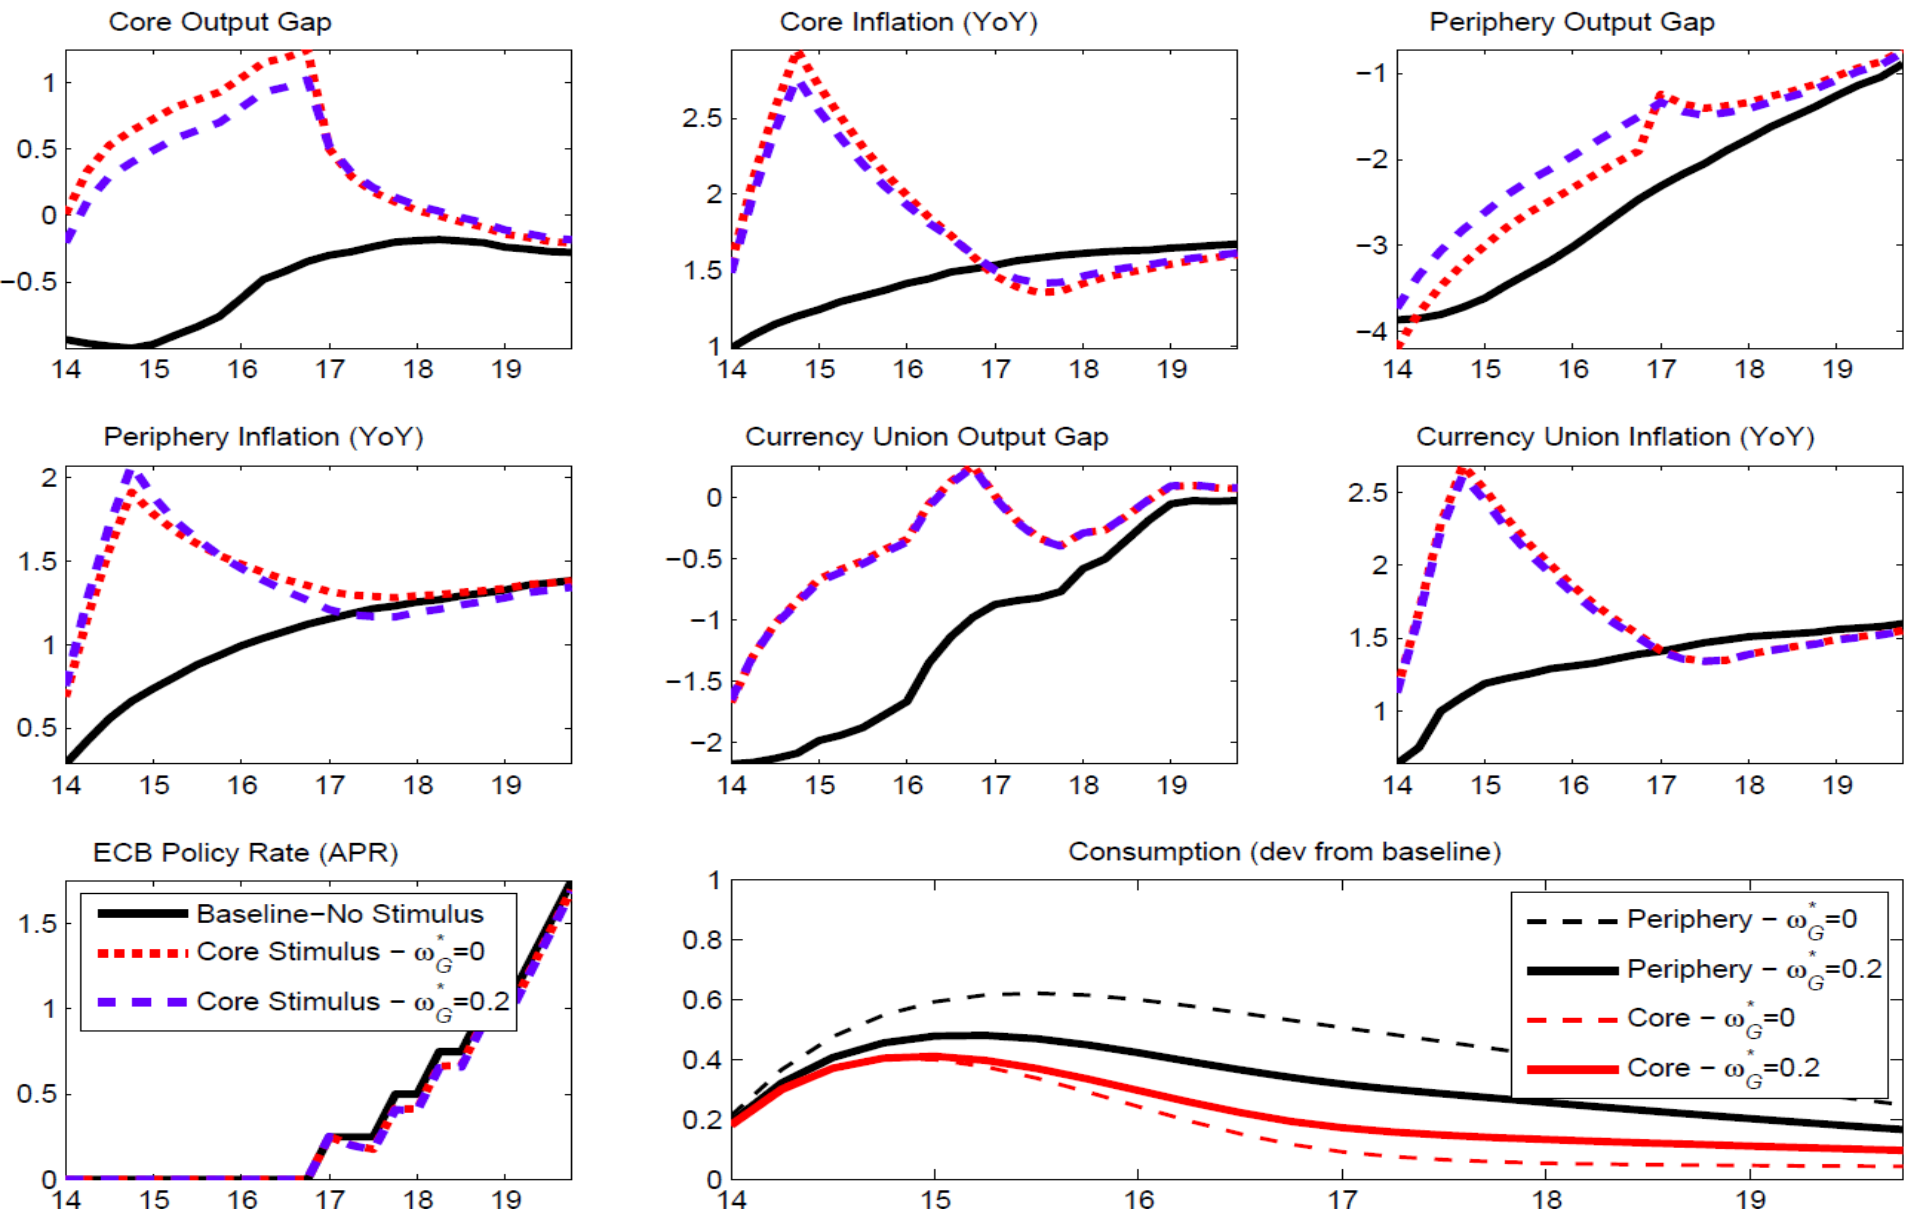 Core Output Gap
1
0.5
0
−0.5
14 15 16 17 18 19
Core Inflation (YoY)
2.5
2
1.5
1
14 15 16 17 18 19
Periphery Output Gap
−1
−2
−3
−4
14 15 16 17 18 19
Periphery Inflation (YoY)
2
1.5
1
0.5
14 15 16 17 18 19
Currency Union Output Gap
0
−0.5
−1
−1.5
−2
14 15 16 17 18 19
Currency Union Inflation (YoY)
2.5
2
1.5
1
14 15 16 17 18 19
ECB Policy Rate (APR)
1.5
1
0.5
0
Baseline−No Stimulus
Core Stimulus − ω*G=0
Core Stimulus − ω*G=0.2
14 15 16 17 18 19
Consumption (dev from baseline)
1
0.8
0.6
0.4
0.2
0
Periphery − ω*G=0
Periphery − ω*G=0.2
Core − ω*G=0
Core − ω*G=0.2
14 15 16 17 18 19